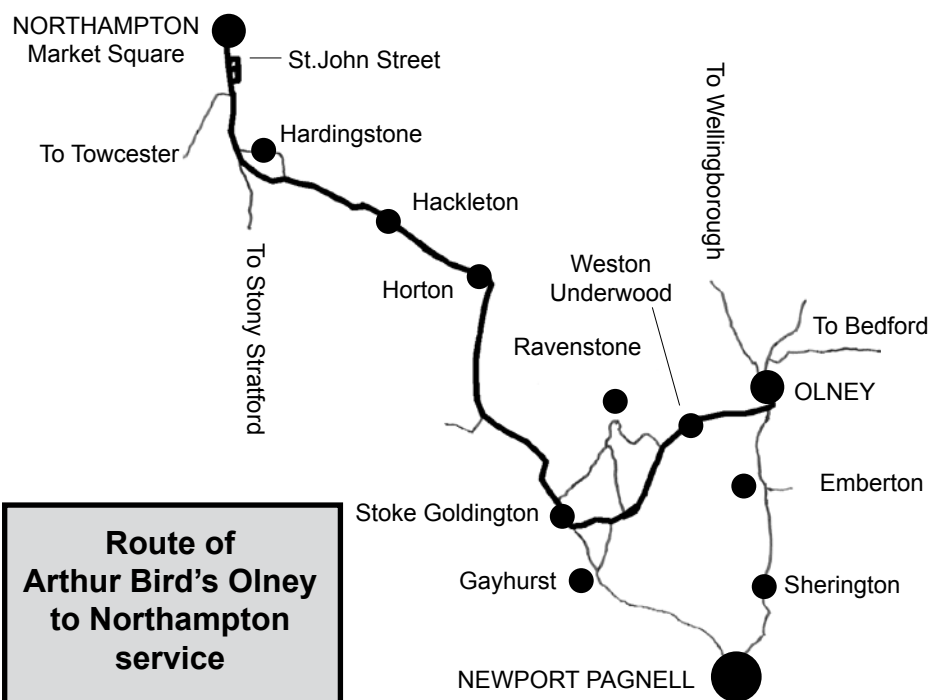 NORTHAMPTON
Market Square
St.John Street
To Towcester
Hardingstone
Hackleton
To Stony Stratford
Horton
To Wellingborough
Weston
Underwood
Ravenstone
To Bedford
OLNEY
Emberton
Stoke Goldington
Gayhurst
Sherington
NEWPORT PAGNELL
Route of
Arthur Bird's Olney
to Northampton
service